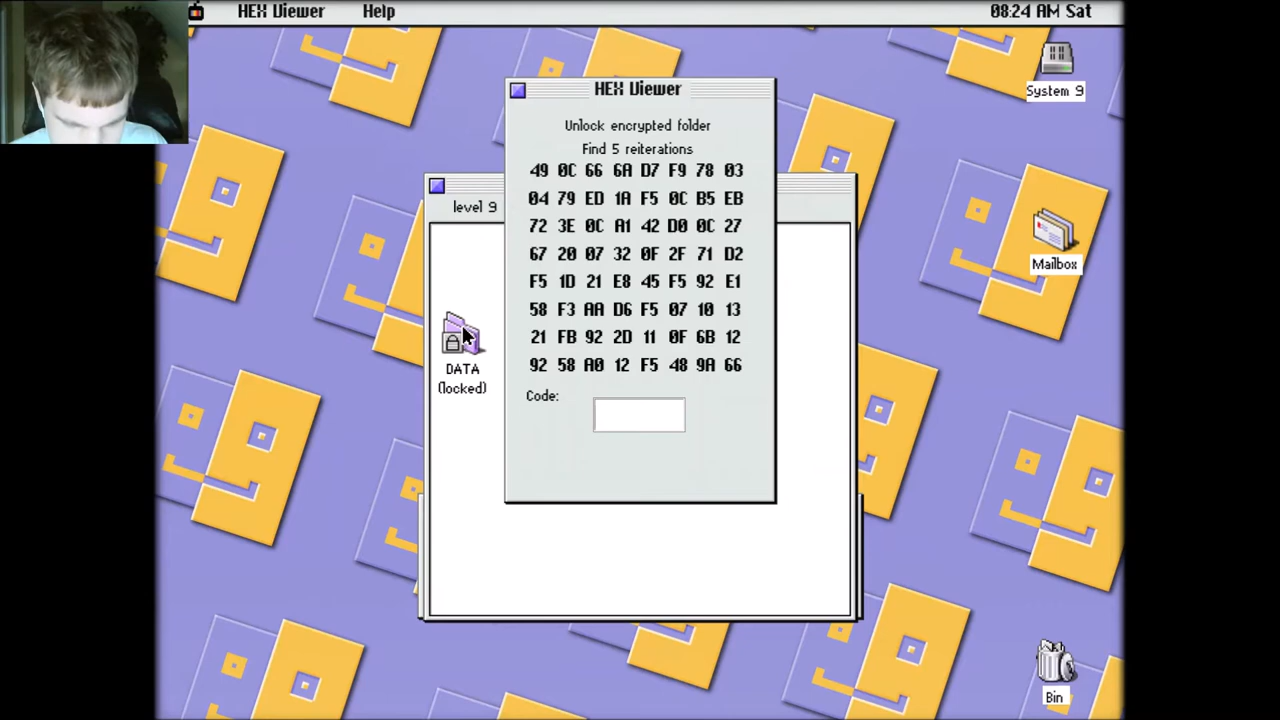 HEX Viewer Help 08:24 AM Sat
System 9
HEX Viewer
Unlock encrypted folder
Find 5 reiterations
49 0C 66 6A D7 F9 78 03
04 79 ED 1A F5 0C B5 EB
72 3E 0C A1 42 D0 0C 27
67 20 07 32 0F 2F 71 D2
F5 1D 21 E8 45 F5 92 E1
58 F3 AA D6 F5 07 10 13
21 FB 92 2D 11 0F 6B 12
92 58 A0 12 F5 48 9A 66
Code:
level 9
DATA
(locked)
Mailbox
Bin